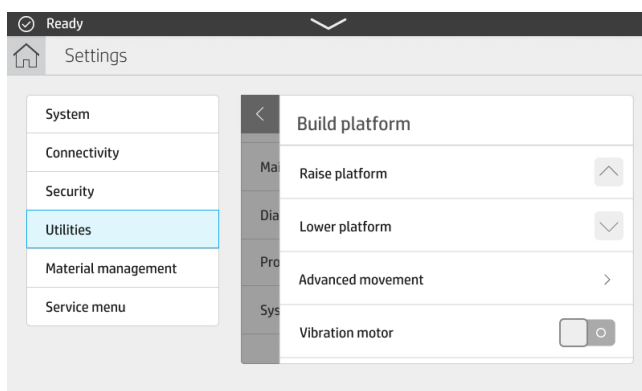 Ready
Settings
System
Connectivity
Security
Utilities
Material management
Service menu
Mai
Dia
Pro
Sys
Build platform
Raise platform
Lower platform
Advanced movement
Vibration motor